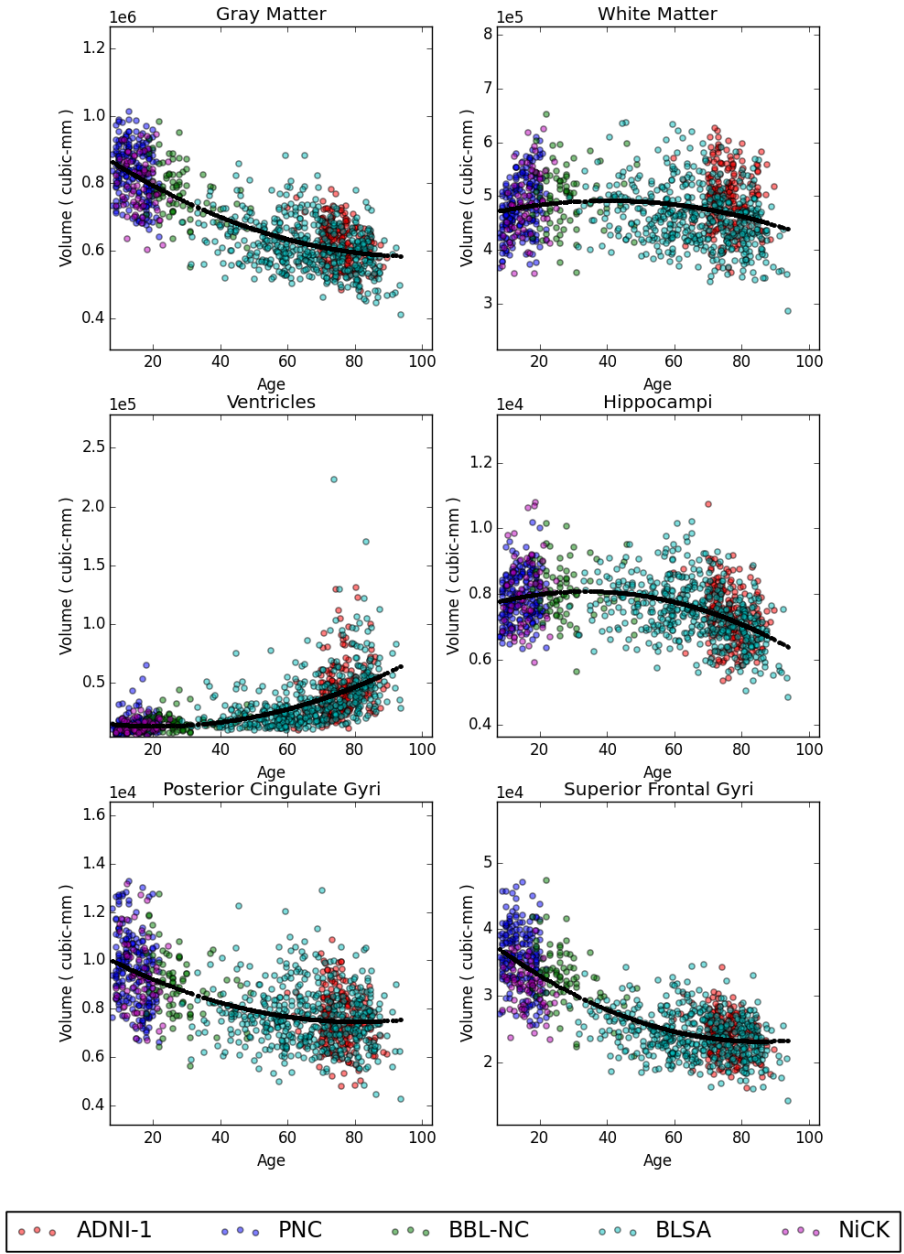 Gray Matter
1e6
Volume ( cubic-mm )
1.2
1.0
0.8
0.6
0.4
20 40 60 80 100
Age
White Matter
1e5
Volume ( cubic-mm )
8
7
6
5
4
3
20 40 60 80 100
Age
Ventricles
1e5
Volume ( cubic-mm )
2.5
2.0
1.5
1.0
0.5
20 40 60 80 100
Age
Hippocampi
1e4
Volume ( cubic-mm )
1.2
1.0
0.8
0.6
0.4
20 40 60 80 100
Age
Posterior Cingulate Gyri
1e4
Volume ( cubic-mm )
1.6
1.4
1.2
1.0
0.8
0.6
0.4
20 40 60 80 100
Age
Superior Frontal Gyri
1e4
Volume ( cubic-mm )
5
4
3
2
20 40 60 80 100
Age
ADNI-1 PNC BBL-NC BLSA NiCK